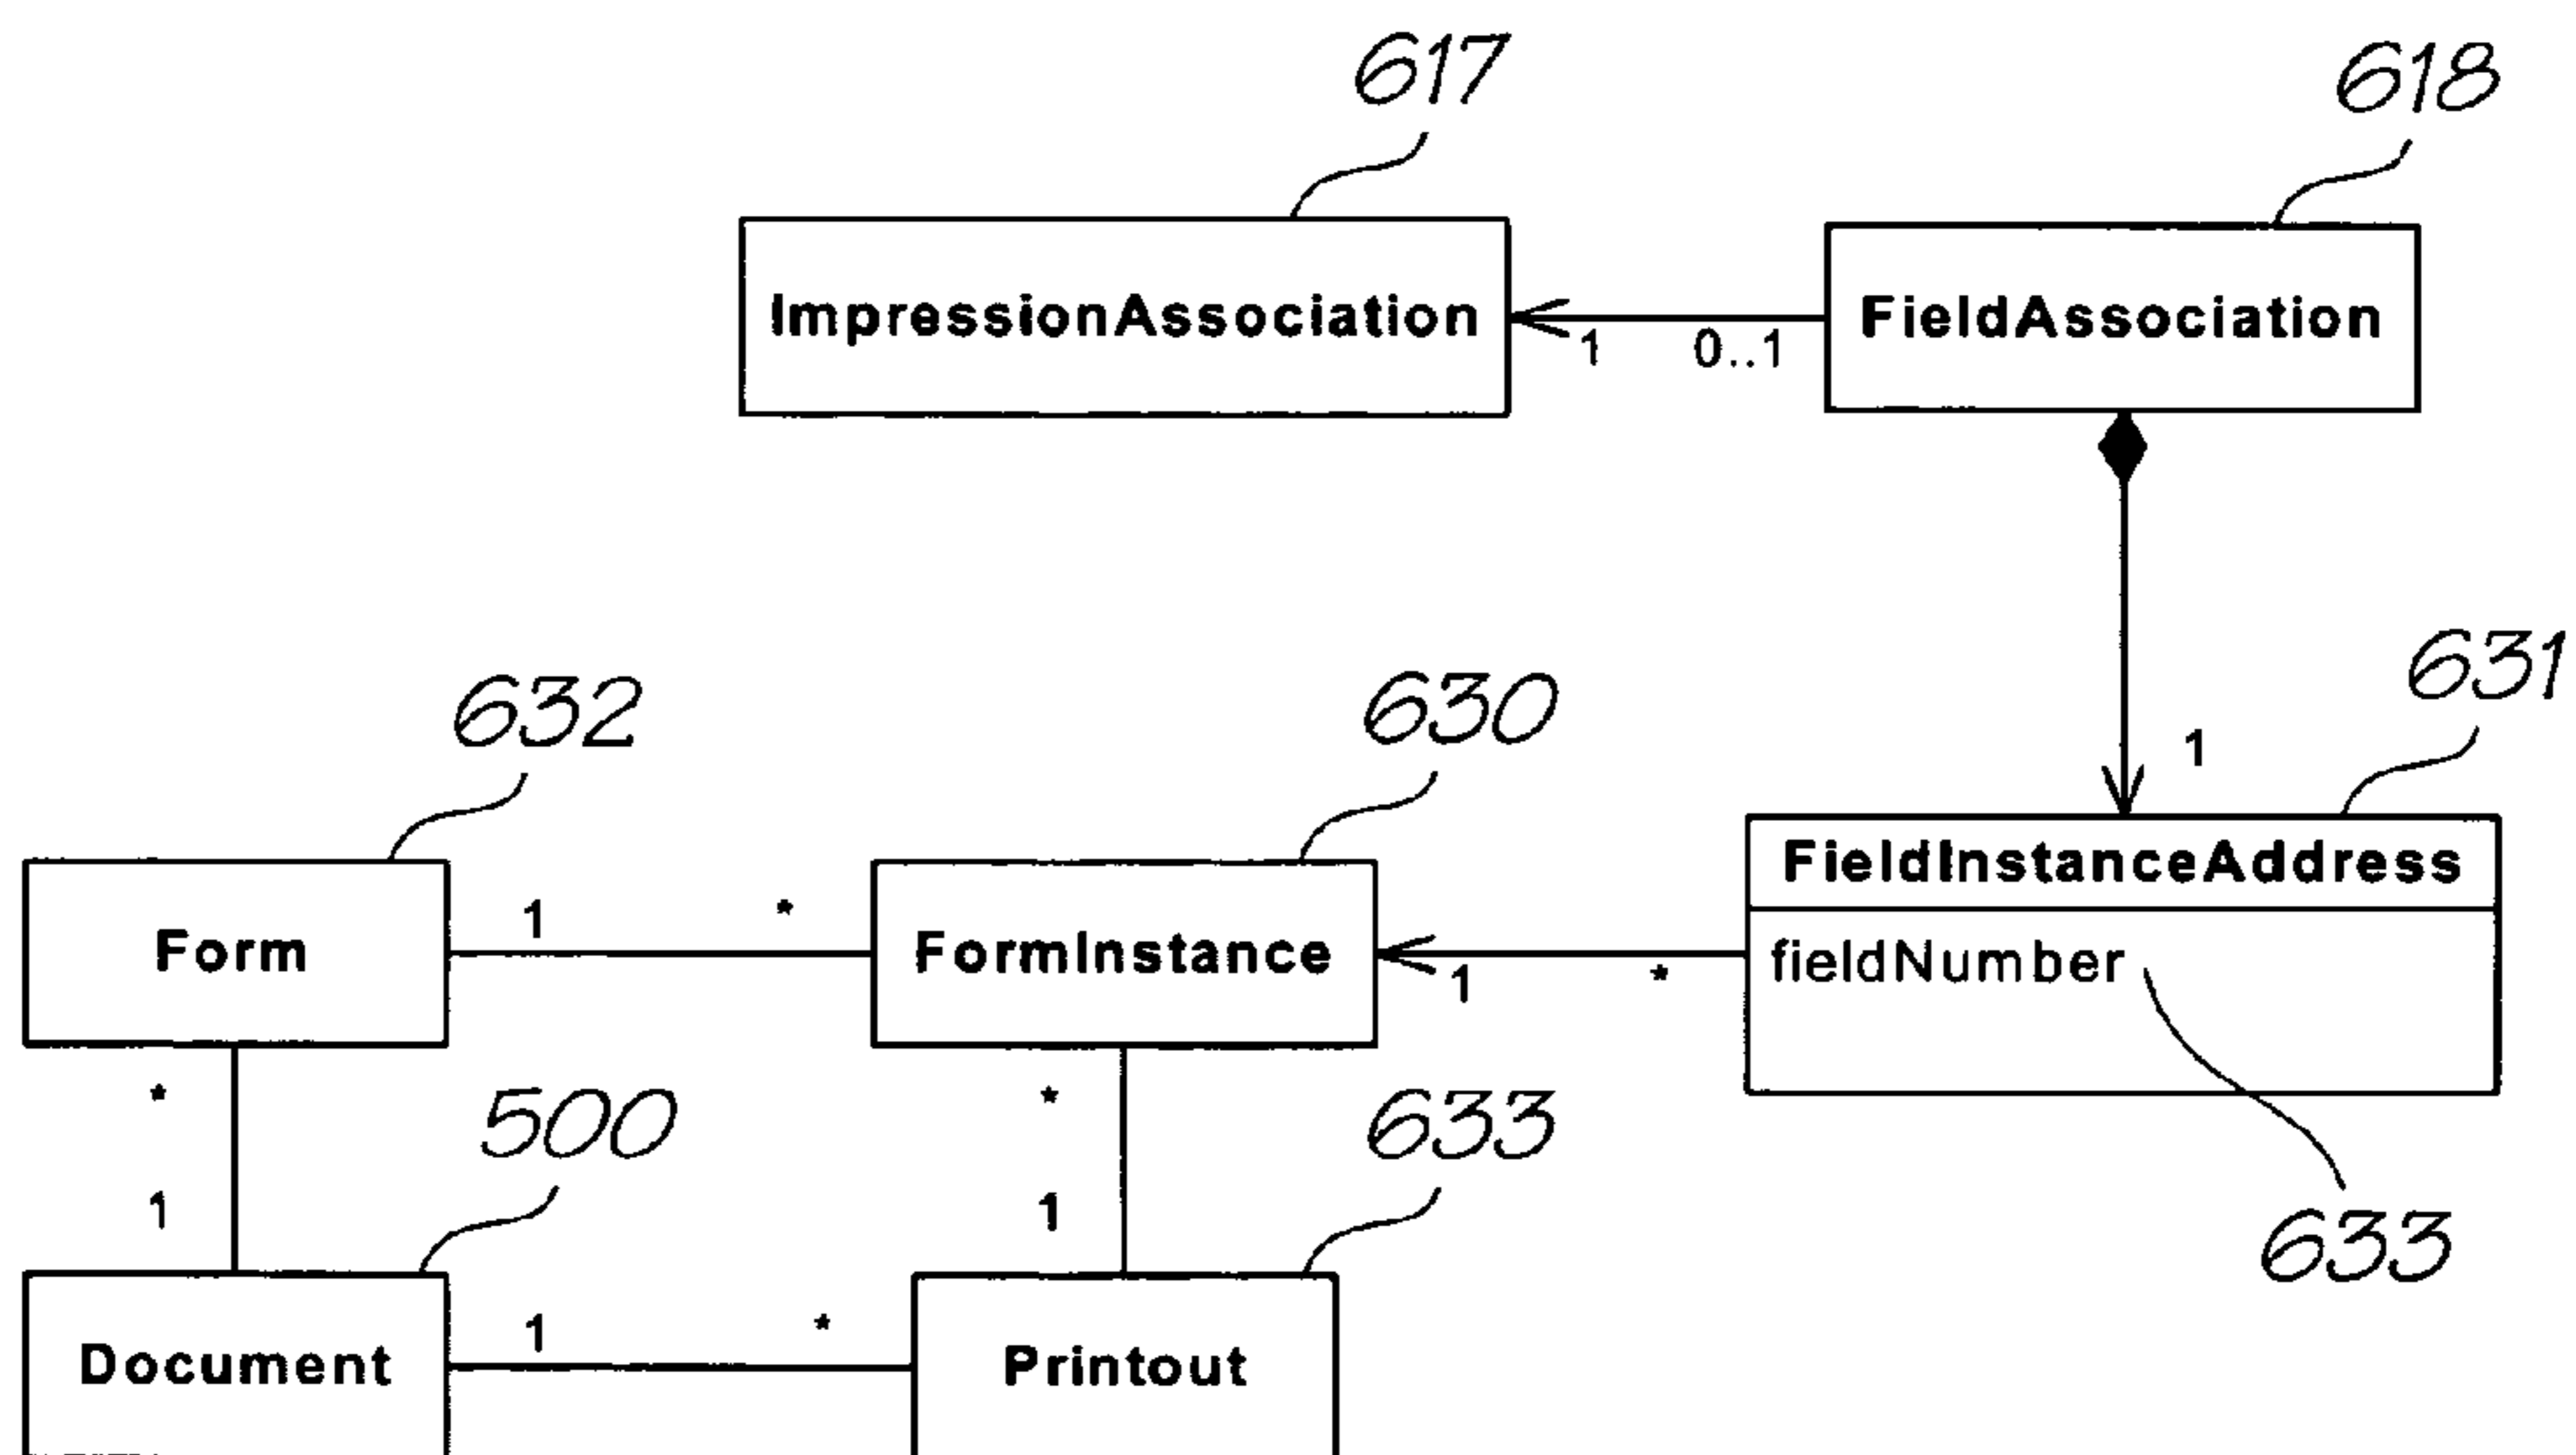 617
618
ImpressionAssociation
FieldAssociation
1
0..1
631
632
630
1
FieldInstanceAddress
1
*
Form
FormInstance
fieldNumber
1
*
*
*
500
633
1
1
633
1
*
Document
Printout